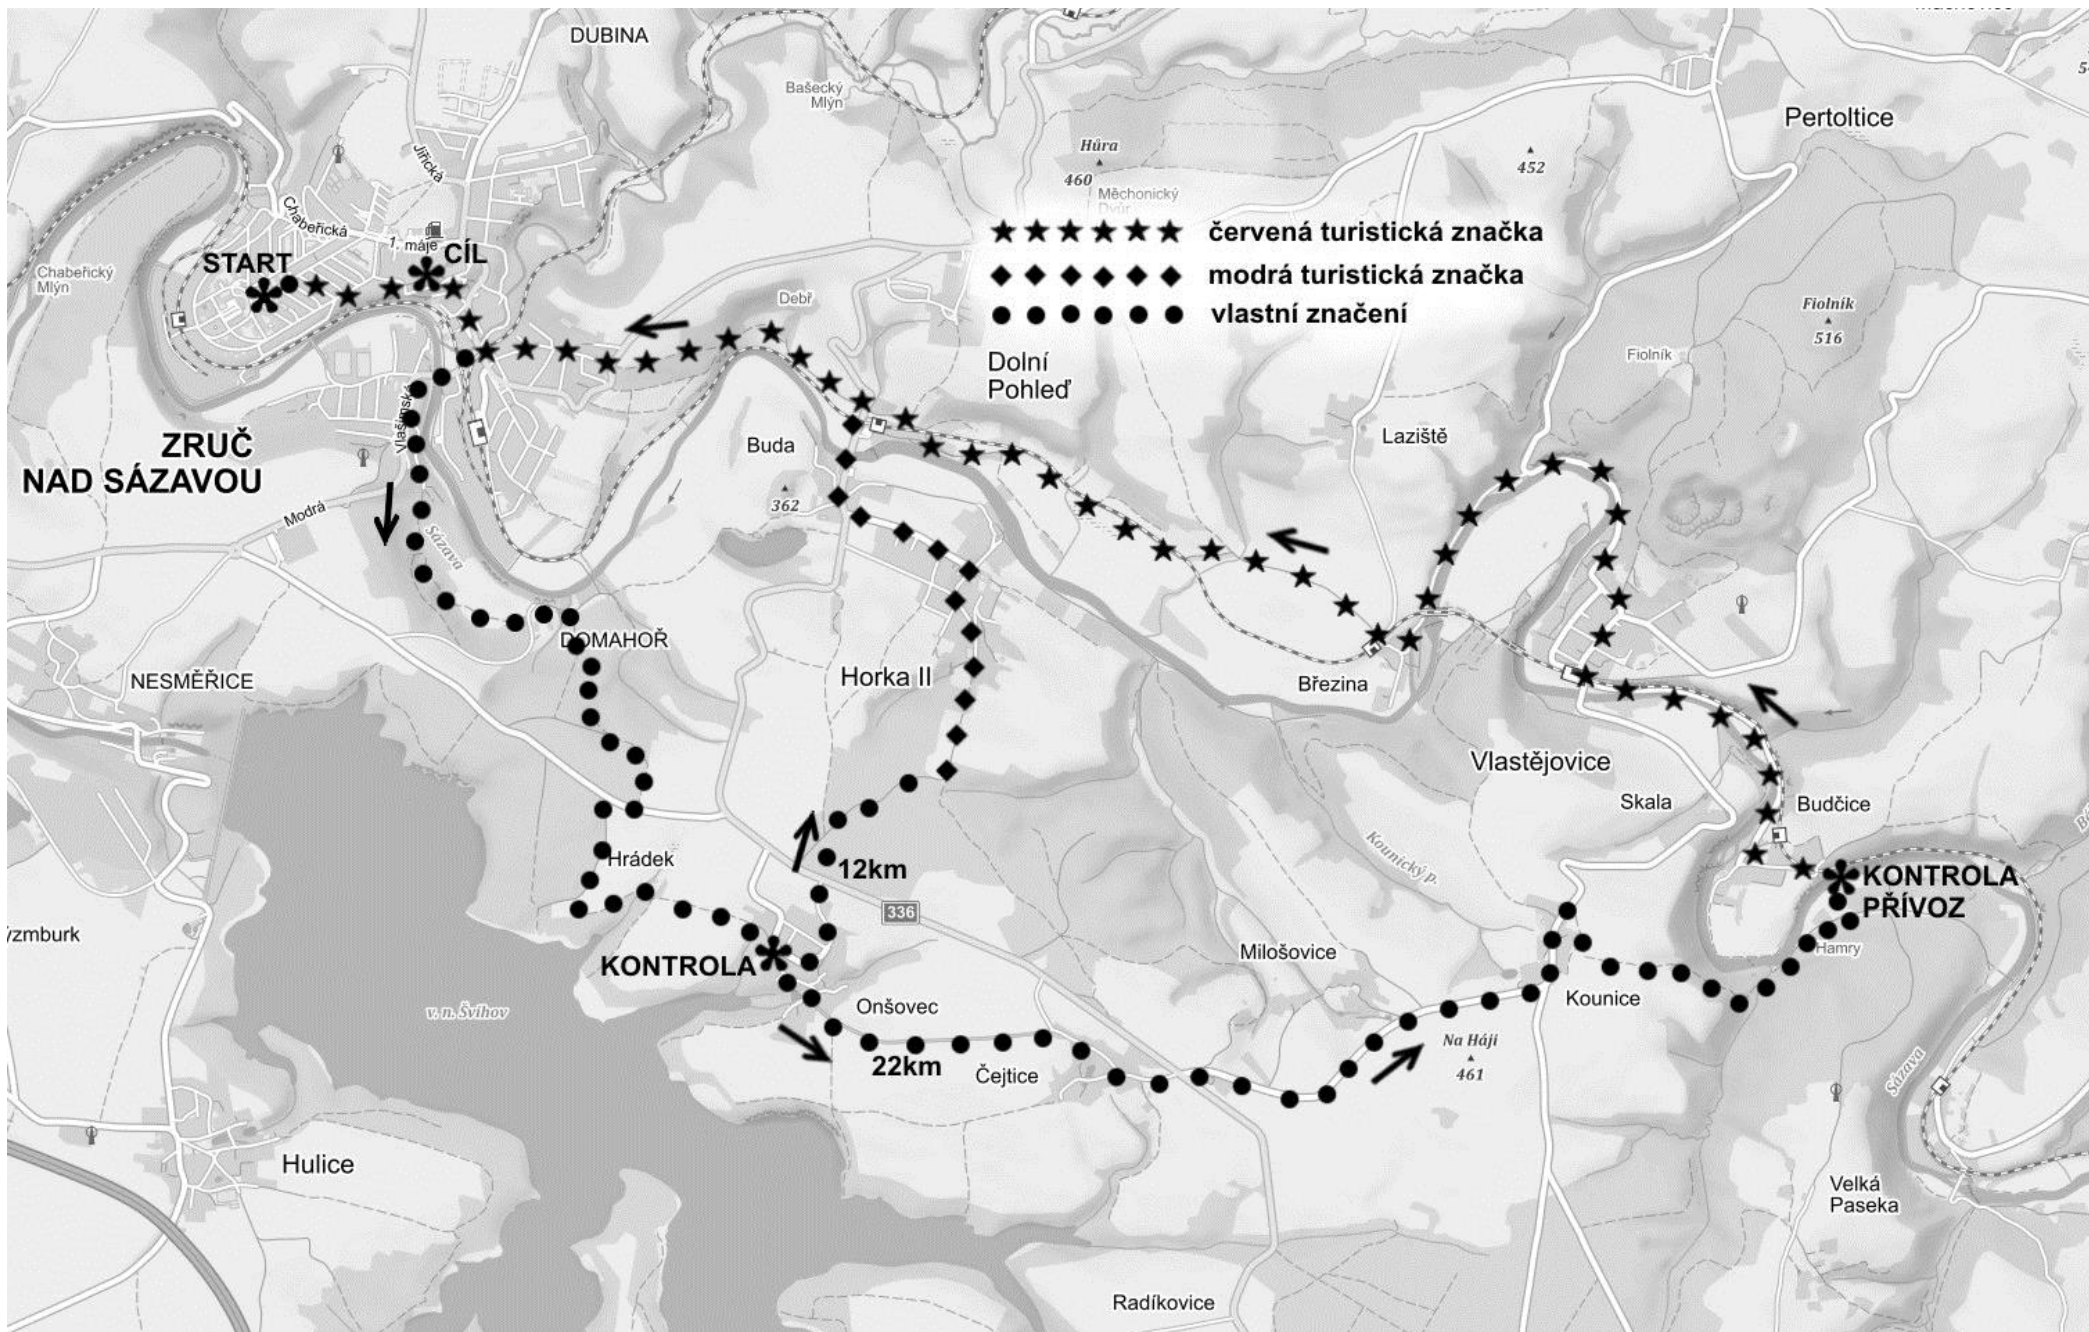 DUBINA
Bašecký
Mlýn
Pertoltice
Hůra
460
452
Měchonický
Dvůr
Jiřická
Chabeřická
1. máje
START
CÍL
Chabeřický
Mlýn
červená turistická značka
modrá turistická značka
vlastní značení
Debř
Fiolník
516
Fiolník
Dolní
Pohleď
Vlašimská
ZRUČ
NAD SÁZAVOU
Buda
362
Laziště
Modrá
Sázava
DOMAHOŘ
NESMĚŘICE
Horka II
Březina
Vlastějovice
Skala
Budčice
Hrádek
12km
Kounický p.
KONTROLA
PŘÍVOZ
336
Hamry
Milošovice
KONTROLA
Kounice
Onšovec
v. n. Švihov
22km
Čejtice
Na Háji
461
Sázava
Hulice
Velká
Paseka
Radíkovice